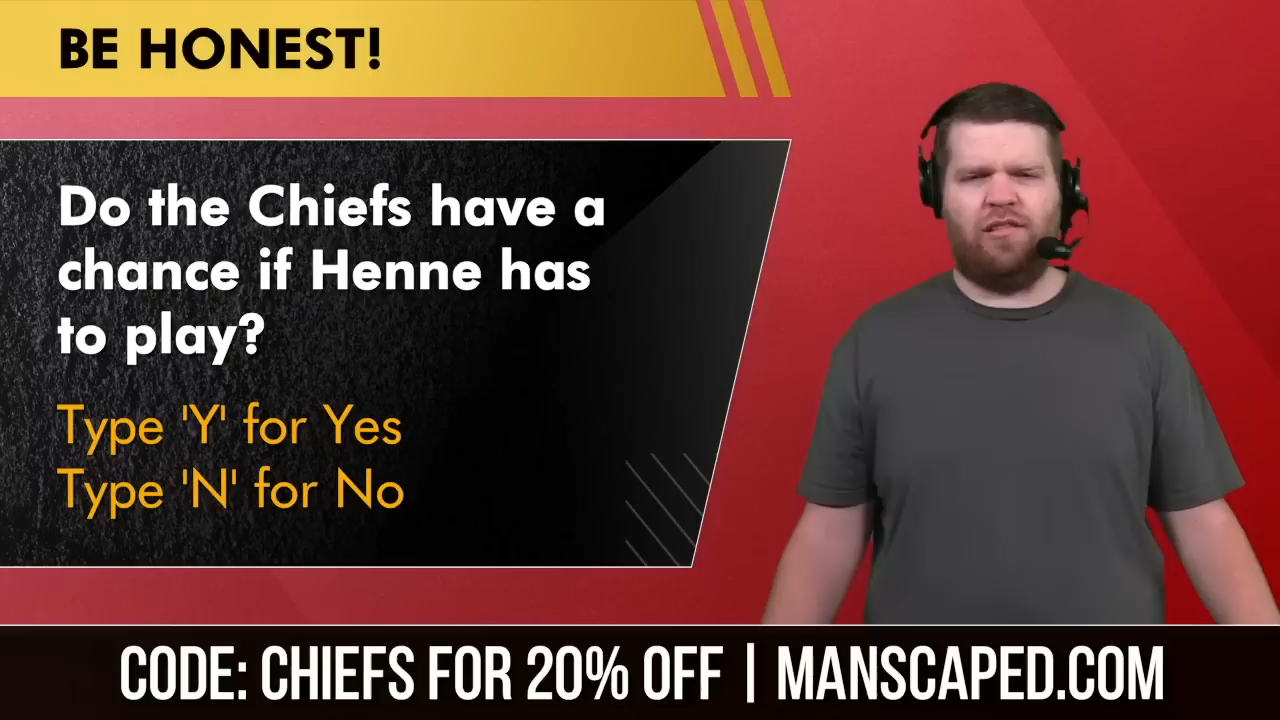 BE HONEST!
Do the Chiefs have a
chance if Henne has
to play?
Type 'Y' for Yes
Type 'N' for No
CODE: CHIEFS FOR 20% OFF | MANSCAPED.COM